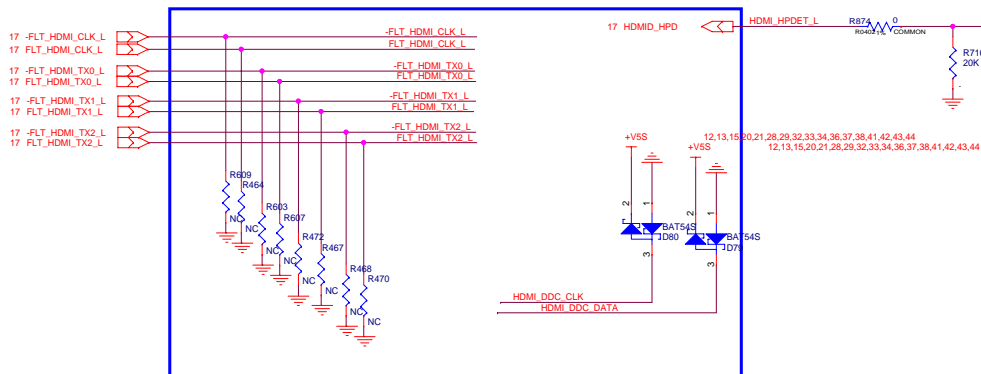 17 HDMID_HPD
HDMI_HPDET_L
R874
0
R0402
1%
COMMON
R716
20K
17 -FLT_HDMI_CLK_L
-FLT_HDMI_CLK_L
17 FLT_HDMI_CLK_L
FLT_HDMI_CLK_L
17 -FLT_HDMI_TX0_L
-FLT_HDMI_TX0_L
17 FLT_HDMI_TX0_L
FLT_HDMI_TX0_L
17 -FLT_HDMI_TX1_L
-FLT_HDMI_TX1_L
17 FLT_HDMI_TX1_L
FLT_HDMI_TX1_L
17 -FLT_HDMI_TX2_L
-FLT_HDMI_TX2_L
17 FLT_HDMI_TX2_L
FLT_HDMI_TX2_L
+V5S
12,13,15,20,21,28,29,32,33,34,36,37,38,41,42,43,44
+V5S
12,13,15,20,21,28,29,32,33,34,36,37,38,41,42,43,44
R609
R464
R603
R607
R472
R467
R468
R470
NC
NC
NC
NC
NC
NC
NC
NC
2
1
BAT54S
D80
3
2
1
BAT54S
D79
3
HDMI_DDC_CLK
HDMI_DDC_DATA